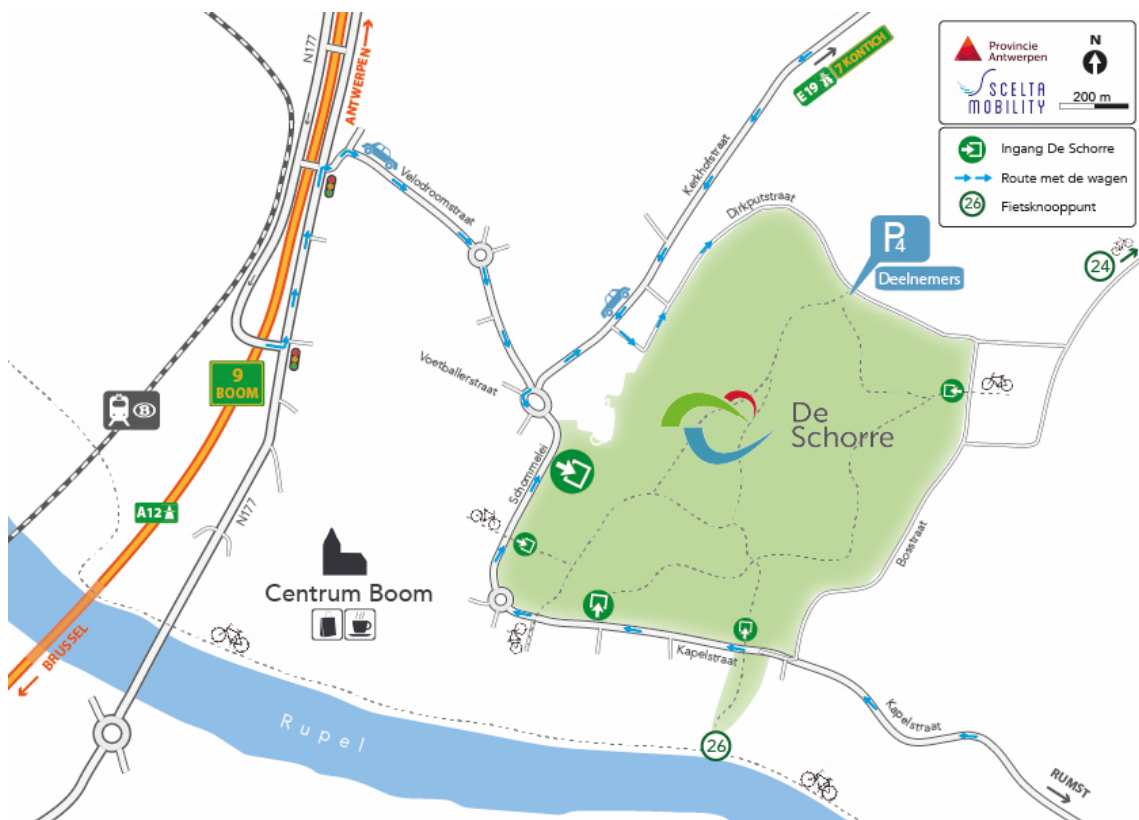 N177
ANTWERPEN
E 19
7 KONTICH
Provincie
Antwerpen
N
SCELTA
MOBILITY
200 m
Ingang De Schorre
Route met de wagen
26 Fietsknooppunt
Velodroomstraat
Kerkhofstraat
Dirkputstraat
P4
Deelnemers
24
9
BOOM
B
Voetballerstraat
De
Schorre
Schommelei
A12
N177
Bosstraat
Centrum Boom
BRUSSEL
Kapelstraat
Kapelstraat
Rupel
26
RUMST